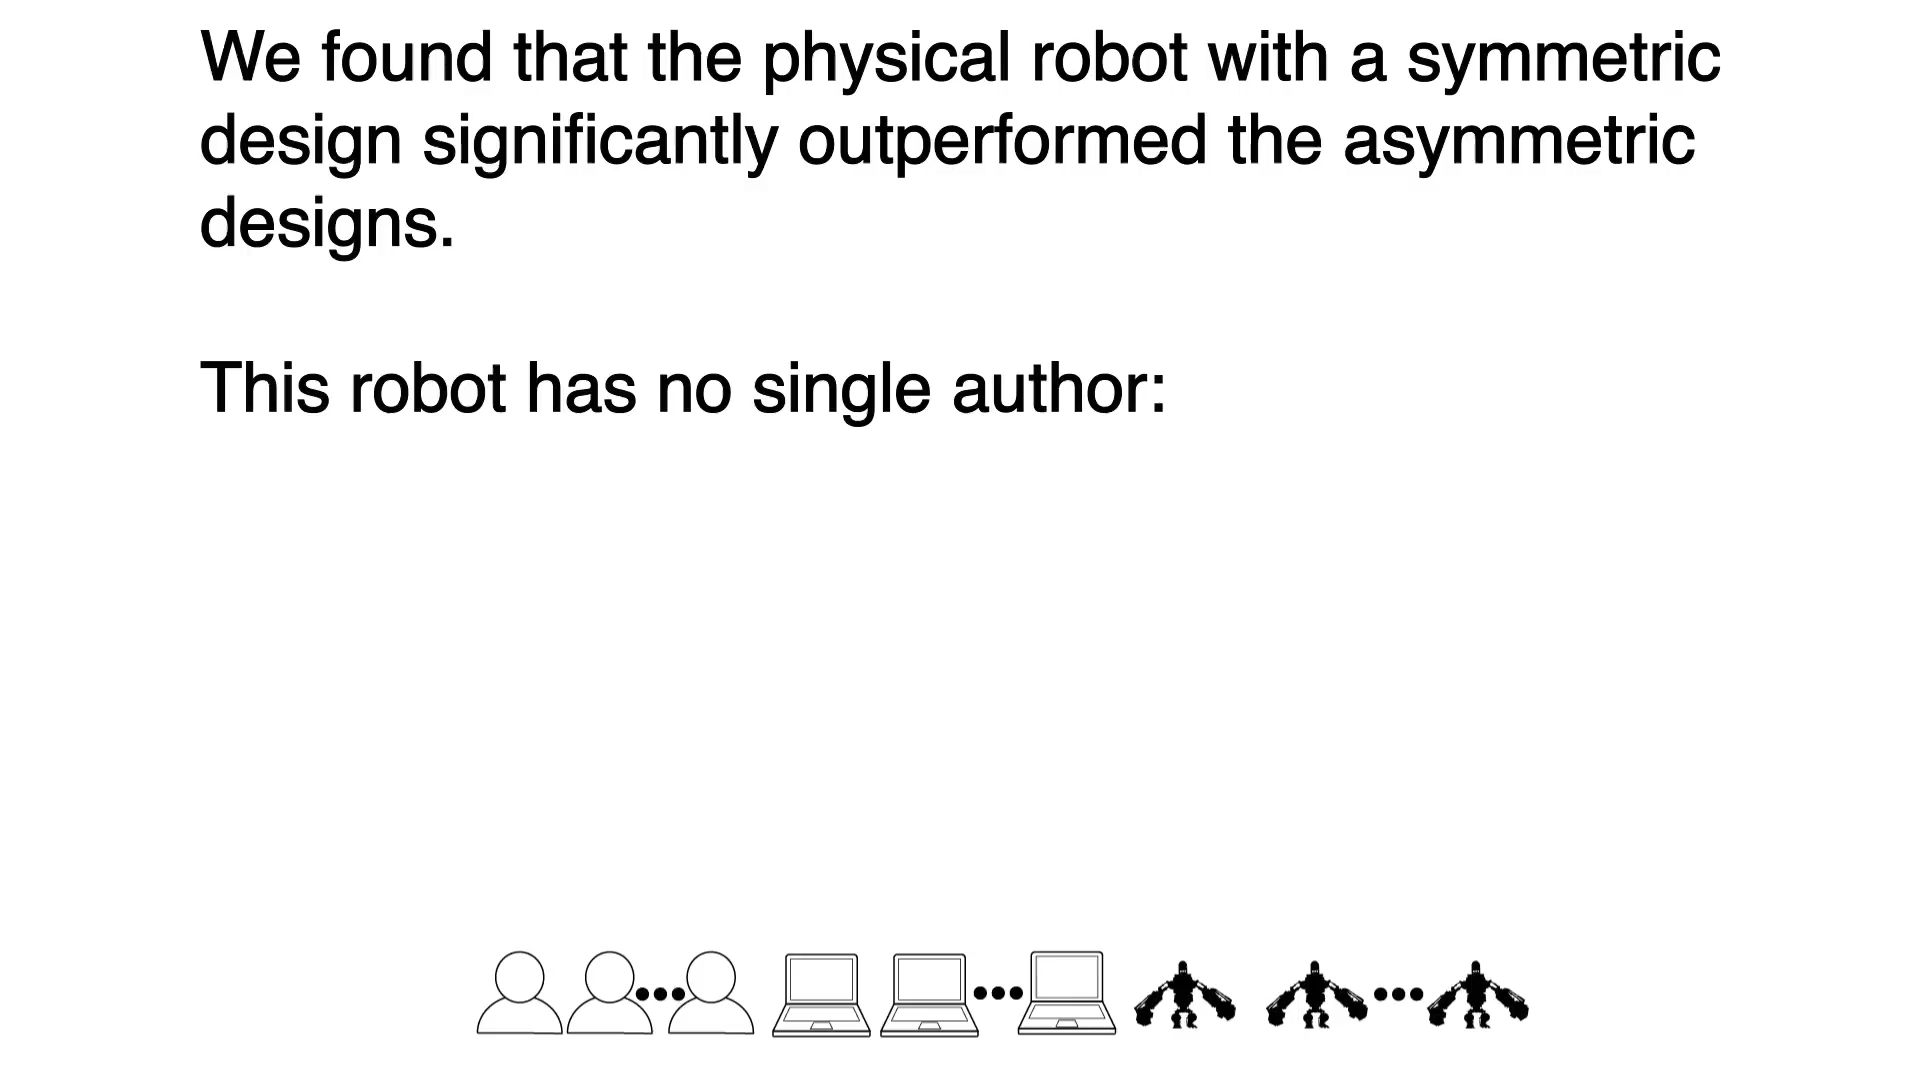 We found that the physical robot with a symmetric
design significantly outperformed the asymmetric
designs.
This robot has no single author: